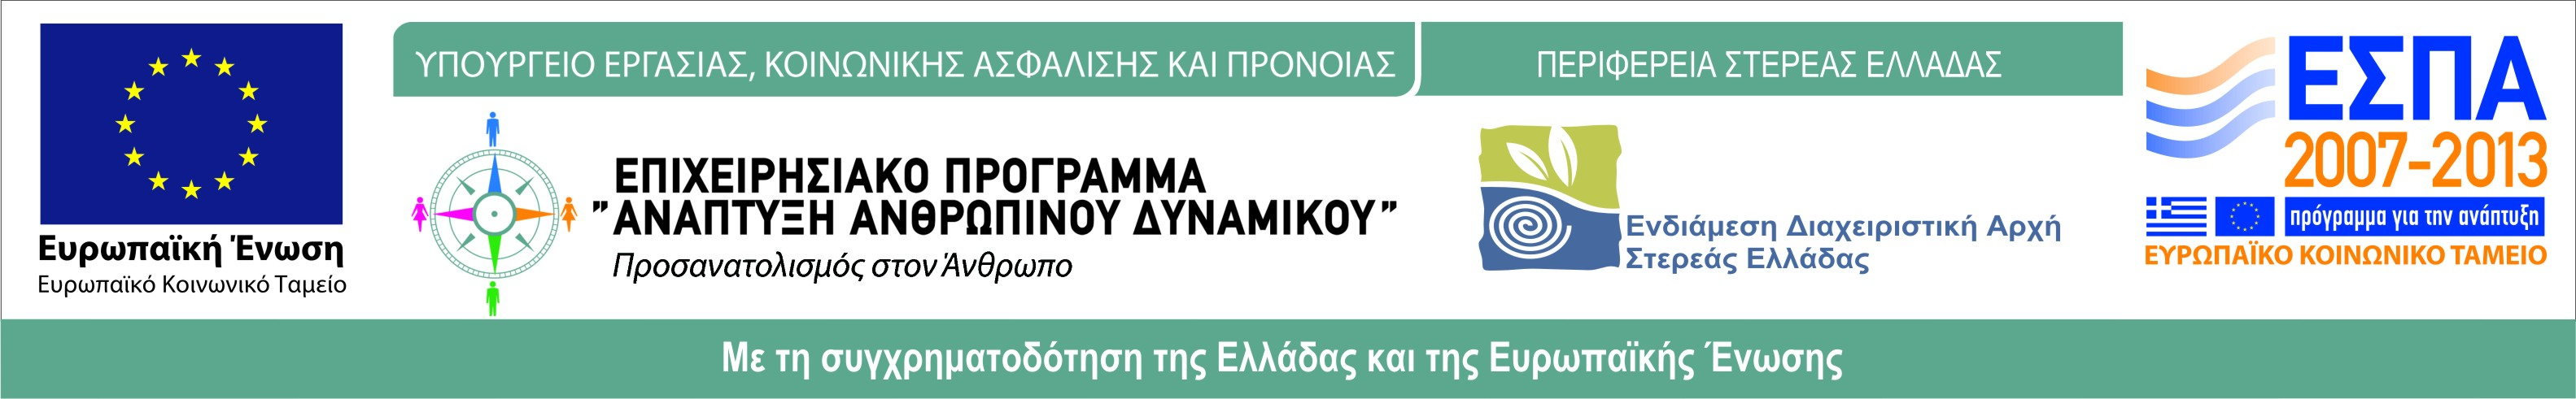 ΥΠΟΥΡΓΕΙΟ ΕΡΓΑΣΙΑΣ, ΚΟΙΝΩΝΙΚΗΣ ΑΣΦΑΛΙΣΗΣ ΚΑΙ ΠΡΟΝΟΙΑΣ
ΠΕΡΙΦΕΡΕΙΑ ΣΤΕΡΕΑΣ ΕΛΛΑΔΑΣ
Ευρωπαϊκή Ένωση
Ευρωπαϊκό Κοινωνικό Ταμείο
ΕΠΙΧΕΙΡΗΣΙΑΚΟ ΠΡΟΓΡΑΜΜΑ
"ΑΝΑΠΤΥΞΗ ΑΝΘΡΩΠΙΝΟΥ ΔΥΝΑΜΙΚΟΥ"
Προσανατολισμός στον Άνθρωπο
Ενδιάμεση Διαχειριστική Αρχή
Στερεάς Ελλάδας
ΕΣΠΑ
2007-2013
πρόγραμμα για την ανάπτυξη
ΕΥΡΩΠΑΪΚΟ ΚΟΙΝΩΝΙΚΟ ΤΑΜΕΙΟ
Με τη συγχρηματοδότηση της Ελλάδας και της Ευρωπαϊκής Ένωσης